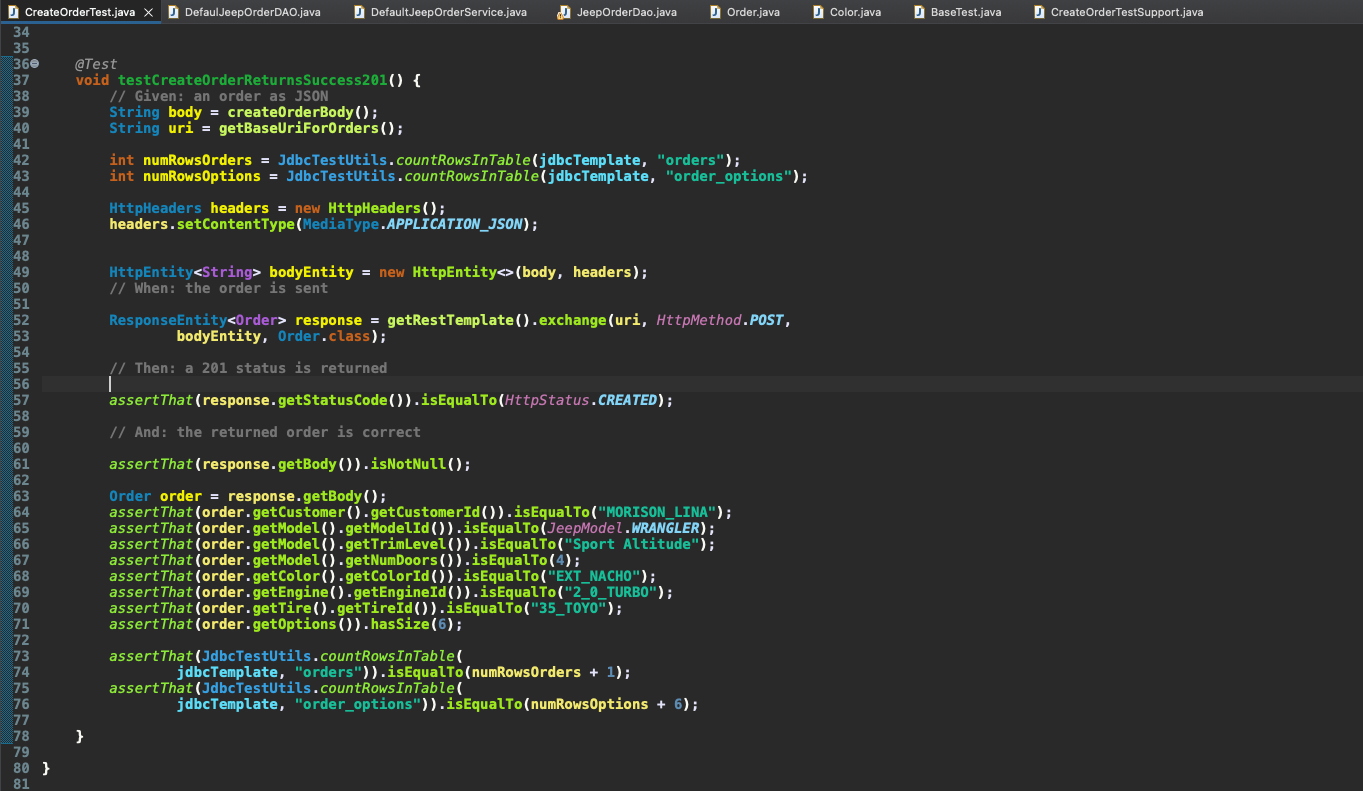 CreateOrderTest.java DefaulJeepOrderDAO.java DefaultJeepOrderService.java JeepOrderDao.java Order.java Color.java BaseTest.java CreateOrderTestSupport.java
34
35
36 @Test
37 void testCreateOrderReturnsSuccess201() {
38 // Given: an order as JSON
39 String body = createOrderBody();
40 String uri = getBaseUriForOrders();
41
42 int numRowsOrders = JdbcTestUtils.countRowsInTable(jdbcTemplate, "orders");
43 int numRowsOptions = JdbcTestUtils.countRowsInTable(jdbcTemplate, "order_options");
44
45 HttpHeaders headers = new HttpHeaders();
46 headers.setContentType(MediaType.APPLICATION_JSON);
47
48
49 HttpEntity<String> bodyEntity = new HttpEntity<>(body, headers);
50 // When: the order is sent
51
52 ResponseEntity<Order> response = getRestTemplate().exchange(uri, HttpMethod.POST,
53 bodyEntity, Order.class);
54
55 // Then: a 201 status is returned
56
57 assertThat(response.getStatusCode()).isEqualTo(HttpStatus.CREATED);
58
59 // And: the returned order is correct
60
61 assertThat(response.getBody()).isNotNull();
62
63 Order order = response.getBody();
64 assertThat(order.getCustomer().getCustomerId()).isEqualTo("MORISON_LINA");
65 assertThat(order.getModel().getModelId()).isEqualTo(JeepModel.WRANGLER);
66 assertThat(order.getModel().getTrimLevel()).isEqualTo("Sport Altitude");
67 assertThat(order.getModel().getNumDoors()).isEqualTo(4);
68 assertThat(order.getColor().getColorId()).isEqualTo("EXT_NACHO");
69 assertThat(order.getEngine().getEngineId()).isEqualTo("2_0_TURBO");
70 assertThat(order.getTire().getTireId()).isEqualTo("35_TOYO");
71 assertThat(order.getOptions()).hasSize(6);
72
73 assertThat(JdbcTestUtils.countRowsInTable(
74 jdbcTemplate, "orders")).isEqualTo(numRowsOrders + 1);
75 assertThat(JdbcTestUtils.countRowsInTable(
76 jdbcTemplate, "order_options")).isEqualTo(numRowsOptions + 6);
77
78 }
79
80 }
81